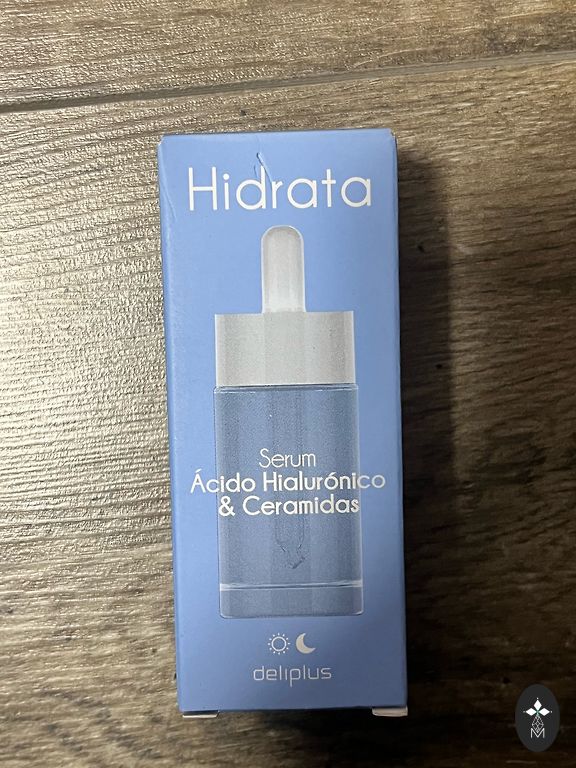 Hidrata
Serum
Ácido Hialurónico
& Ceramidas
deliplus